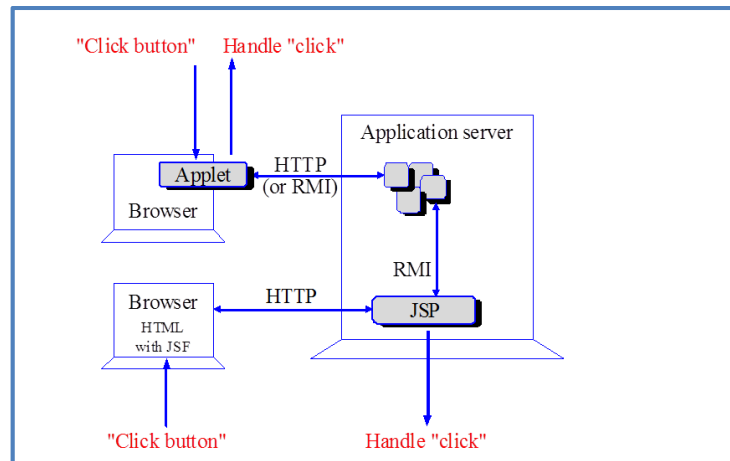 "Click button" Handle "click"
Application server
Applet
HTTP
(or RMI)
Browser
RMI
Browser
HTML
with JSF
HTTP
JSP
"Click button"
Handle "click"